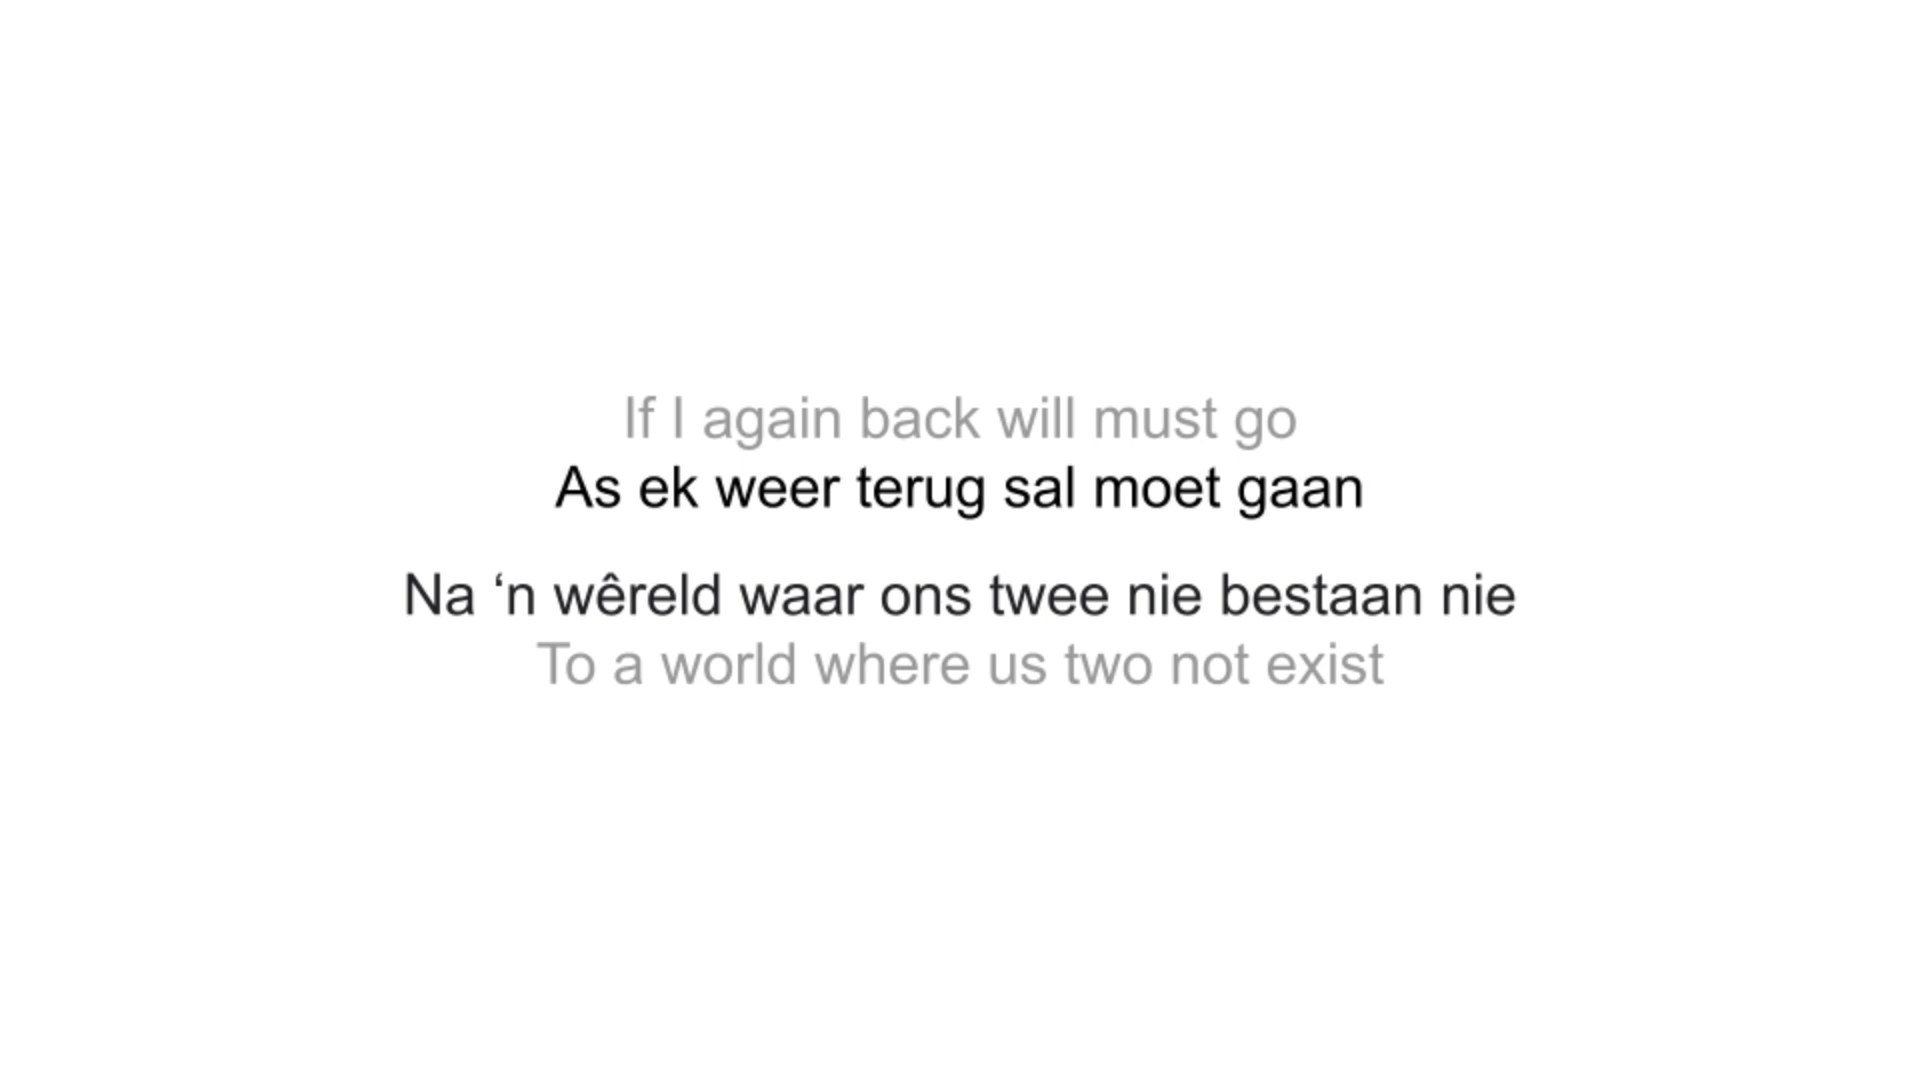 If I again back will must go
As ek weer terug sal moet gaan
Na ‘n wêreld waar ons twee nie bestaan nie
To a world where us two not exist